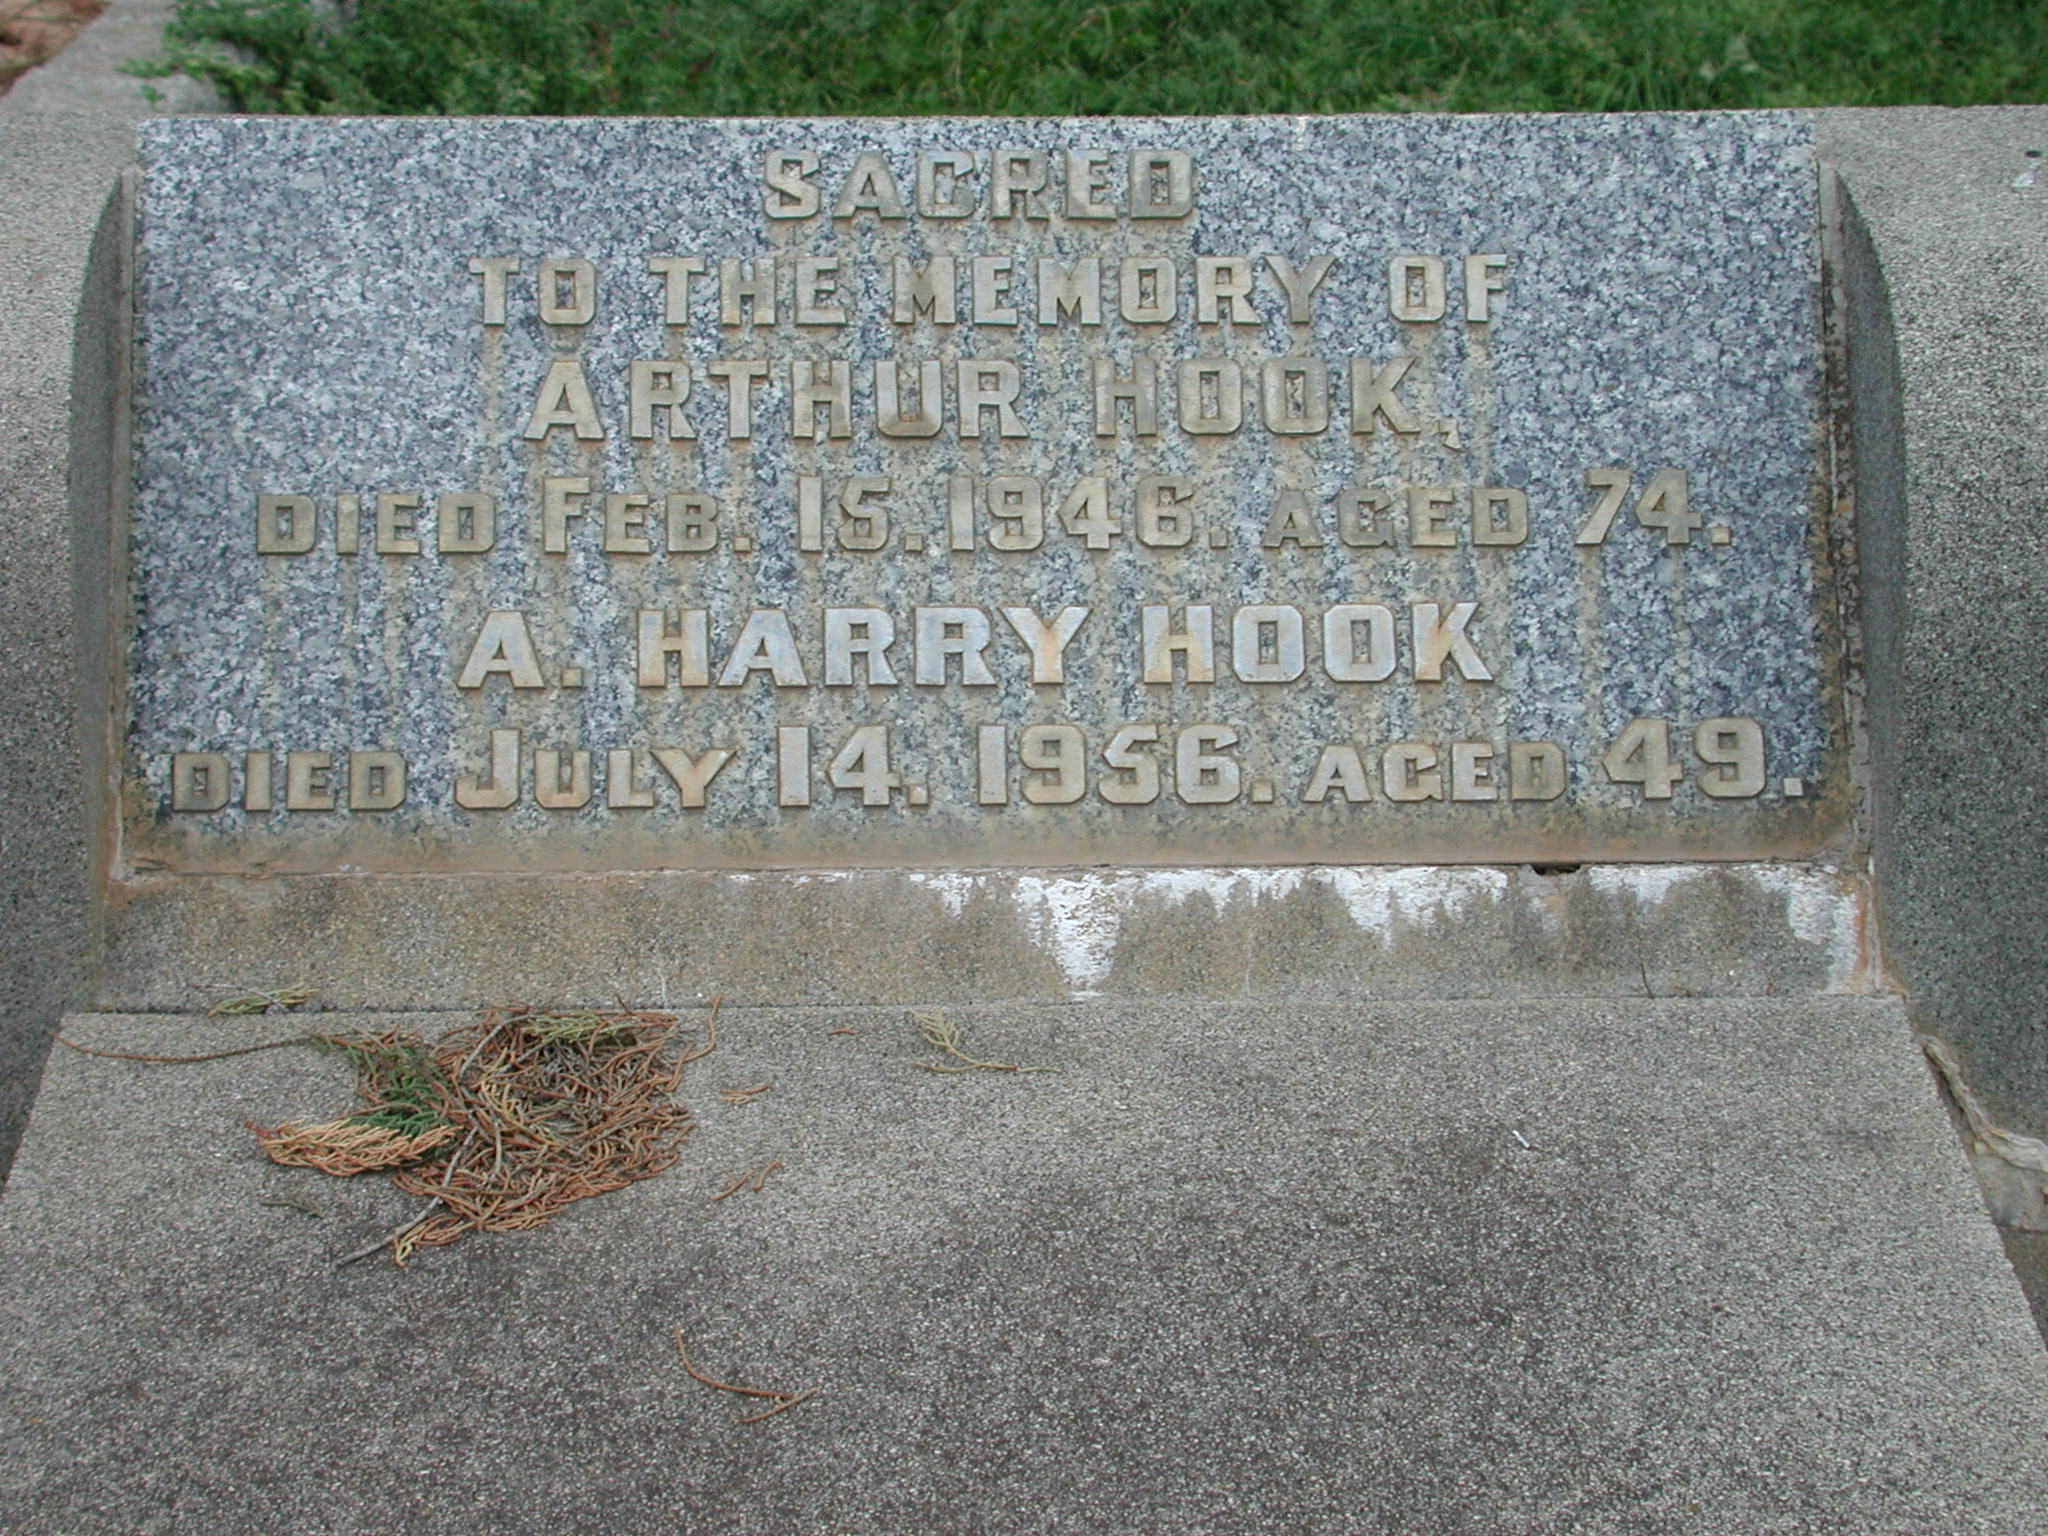 SACRED
TO THE MEMORY OF
ARTHUR HOOK,
DIED FEB. 15. 1946. AGED 74.
A. HARRY HOOK
DIED JULY 14. 1956. AGED 49.